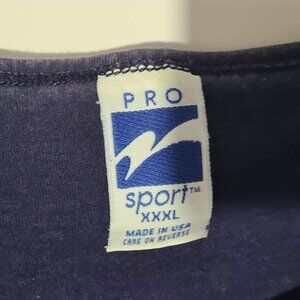 PRO
sport™
XXXL
MADE IN USA
CARE ON REVERSE